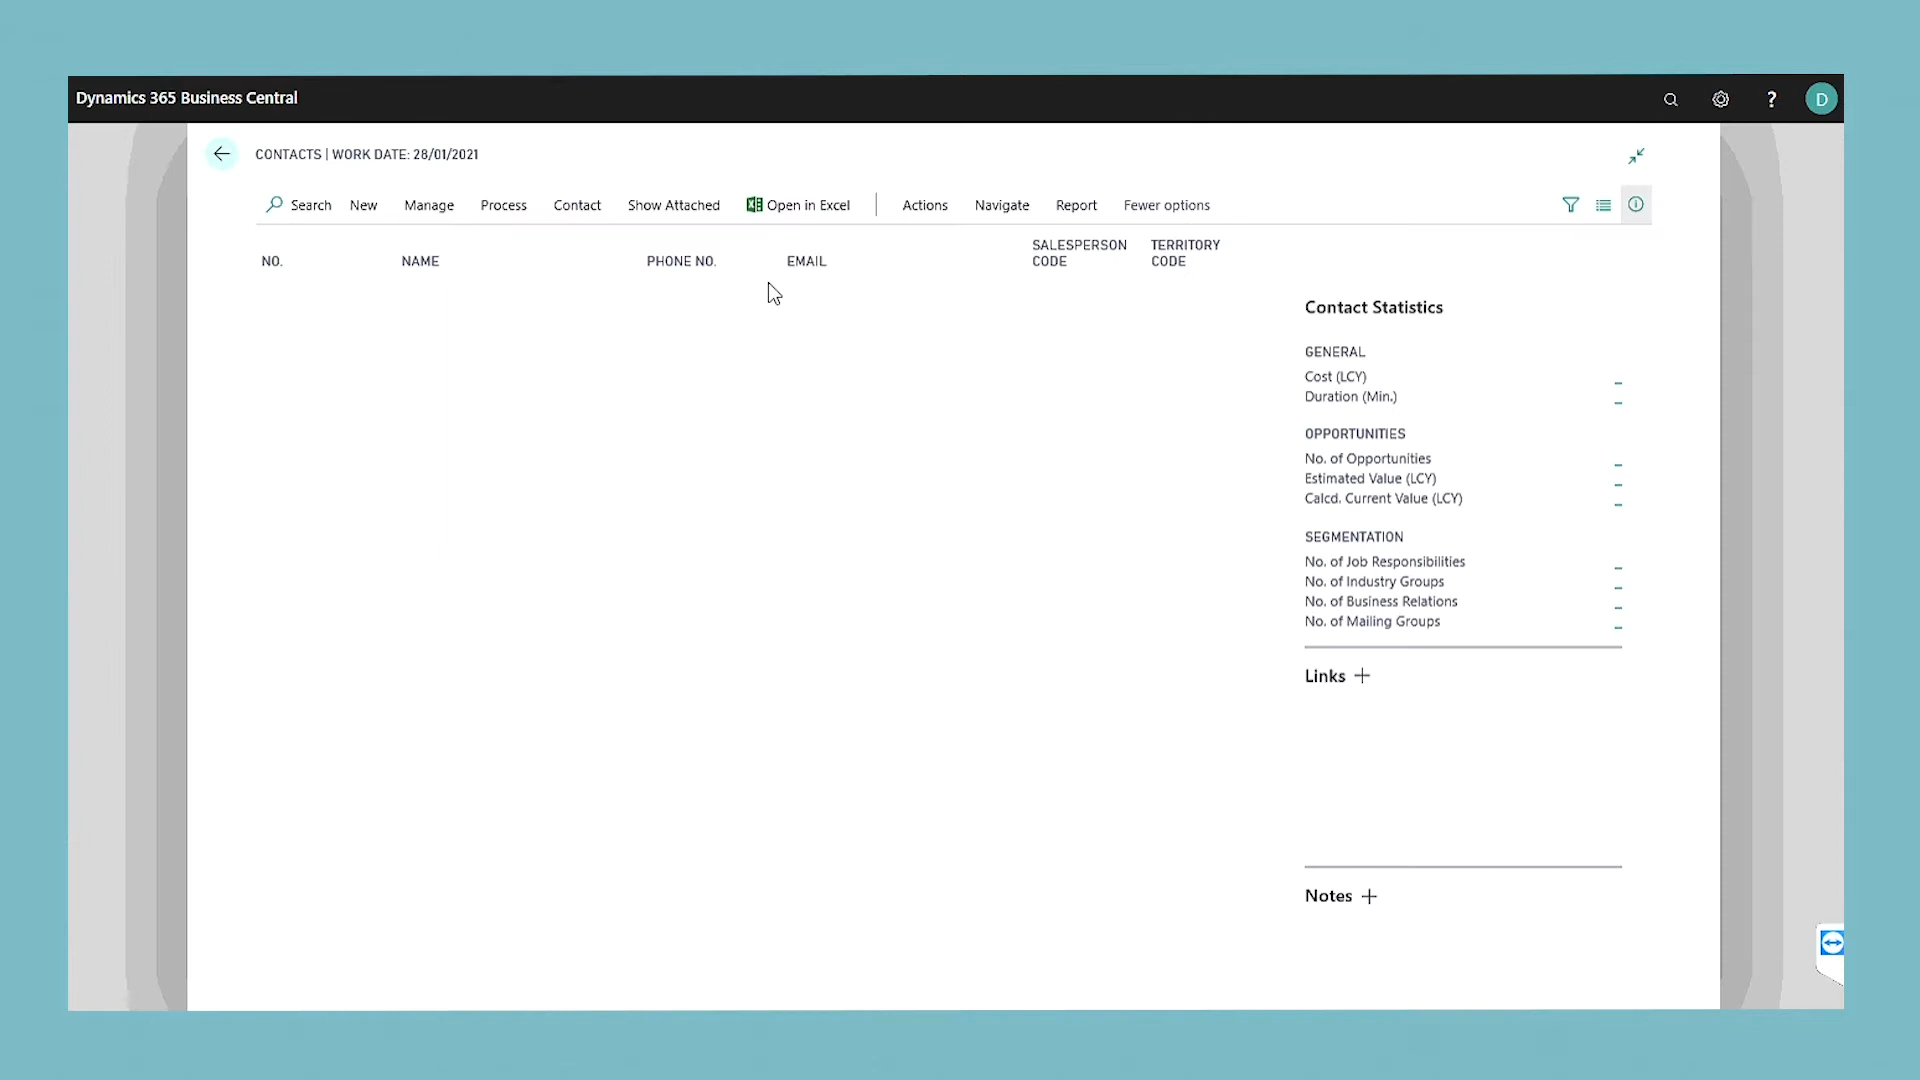 Dynamics 365 Business Central
?
D
CONTACTS | WORK DATE: 28/01/2021
Search New Manage Process Contact Show Attached Open in Excel Actions Navigate Report Fewer options
NO. NAME PHONE NO. EMAIL SALESPERSON CODE TERRITORY CODE
Contact Statistics
GENERAL
Cost (LCY) _
Duration (Min.) _
OPPORTUNITIES
No. of Opportunities _
Estimated Value (LCY) _
Calcd. Current Value (LCY) _
SEGMENTATION
No. of Job Responsibilities _
No. of Industry Groups _
No. of Business Relations _
No. of Mailing Groups _
Links +
Notes +